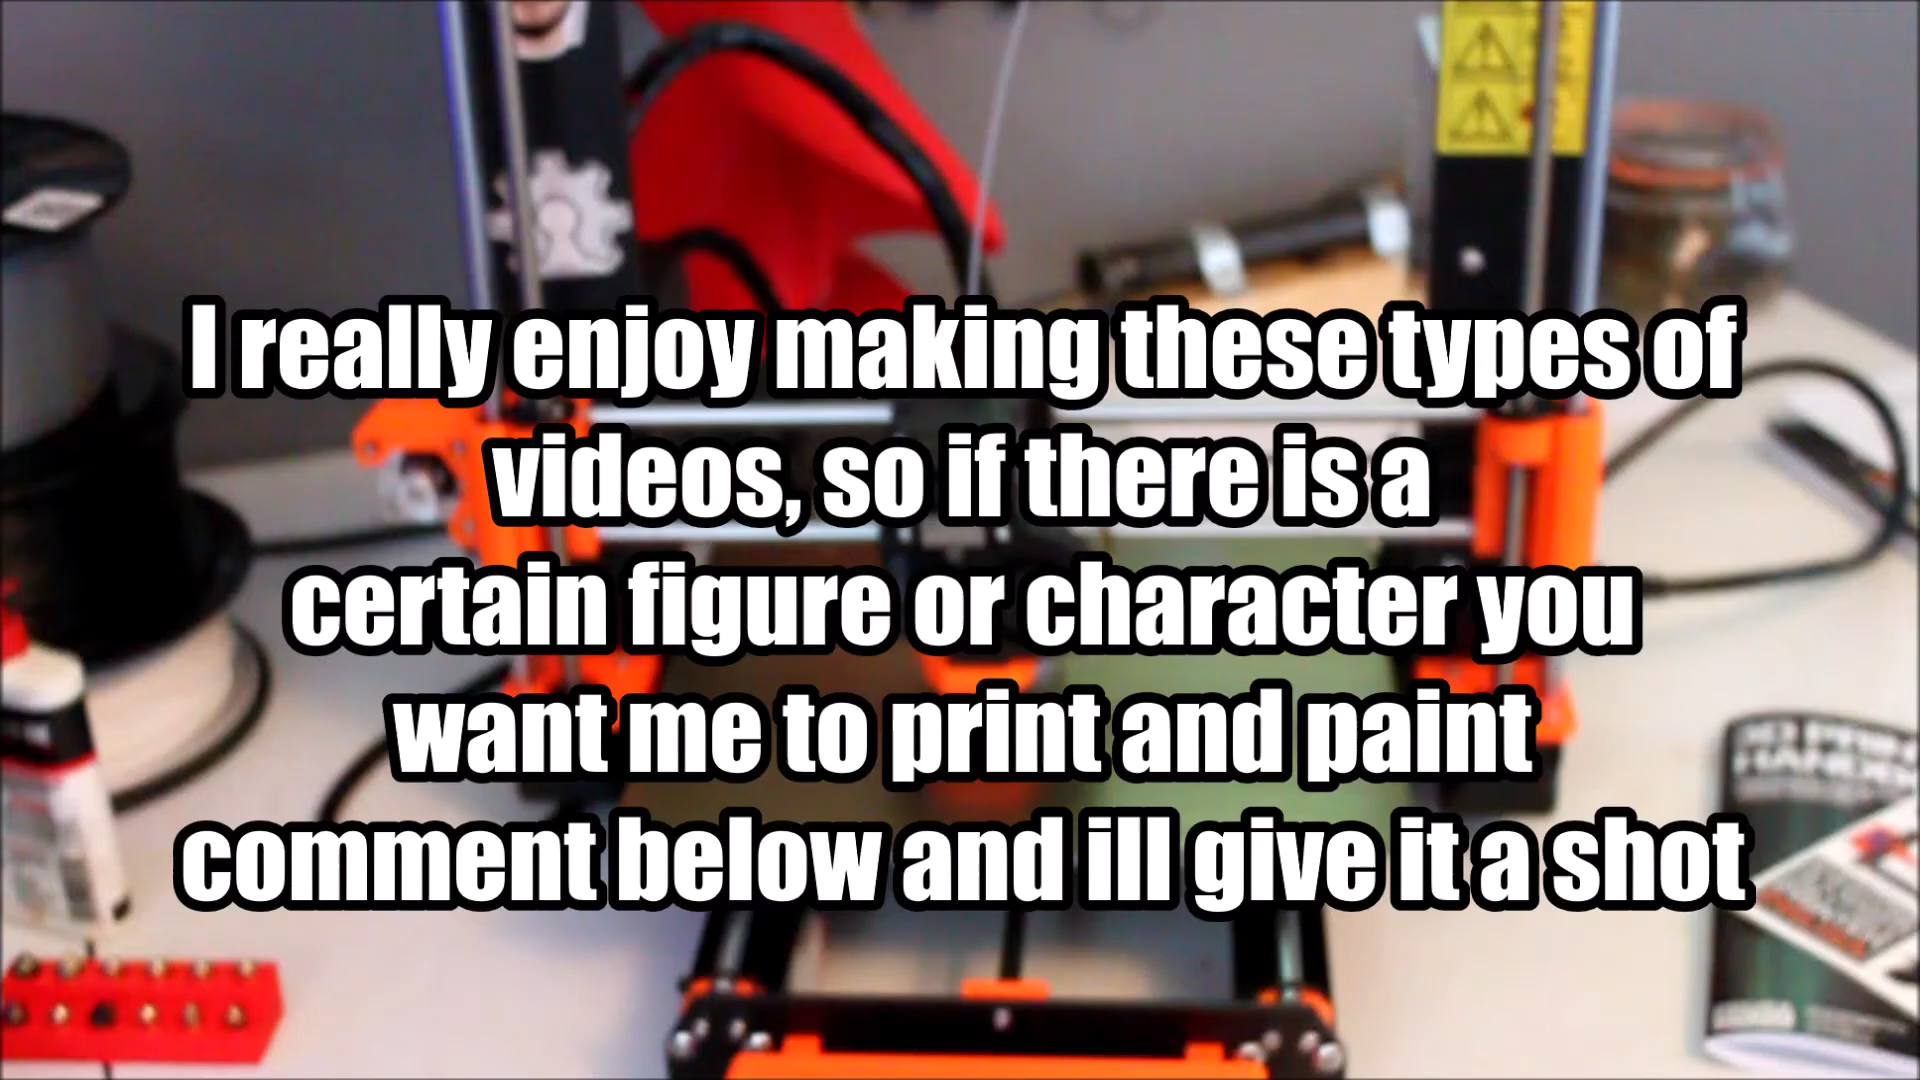 I really enjoy making these types of
videos, so if there is a
certain figure or character you
want me to print and paint
comment below and ill give it a shot